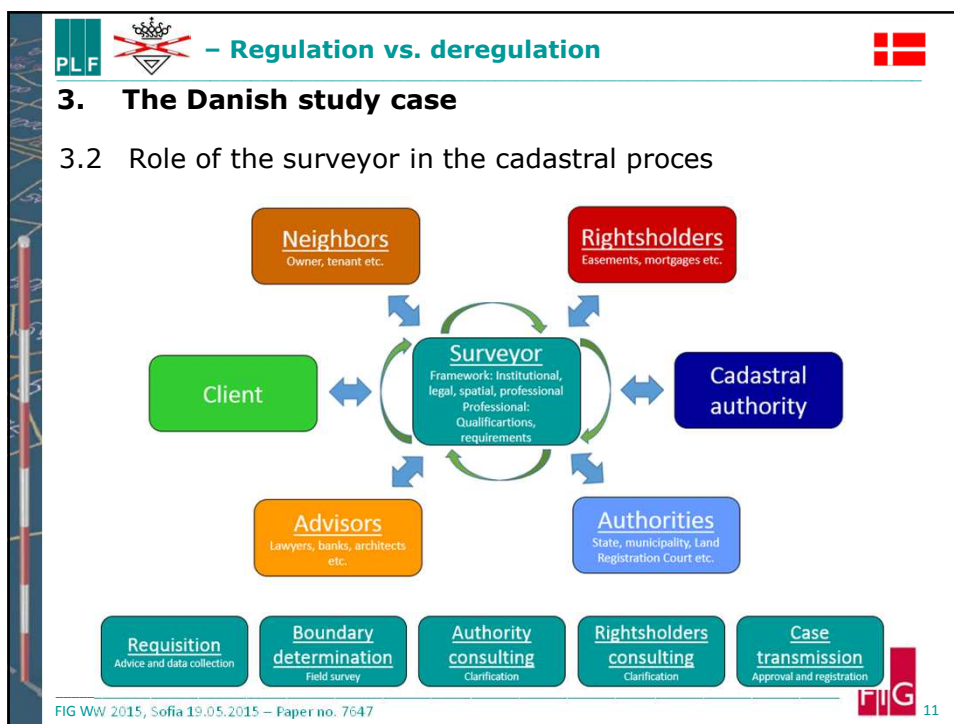 PLF
– Regulation vs. deregulation
3. The Danish study case
3.2 Role of the surveyor in the cadastral proces
Neighbors
Owner, tenant etc.
Rightsholders
Easements, mortgages etc.
Client
Surveyor
Framework: Institutional,
legal, spatial, professional
Professional:
Qualificartions,
requirements
Cadastral
authority
Advisors
Lawyers, banks, architects
etc.
Authorities
State, municipality, Land
Registration Court etc.
Requisition
Advice and data collection
Boundary
determination
Field survey
Authority
consulting
Clarification
Rightsholders
consulting
Clarification
Case
transmission
Approval and registration
FIG WW 2015, Sofia 19.05.2015 – Paper no. 7647
FIG
11